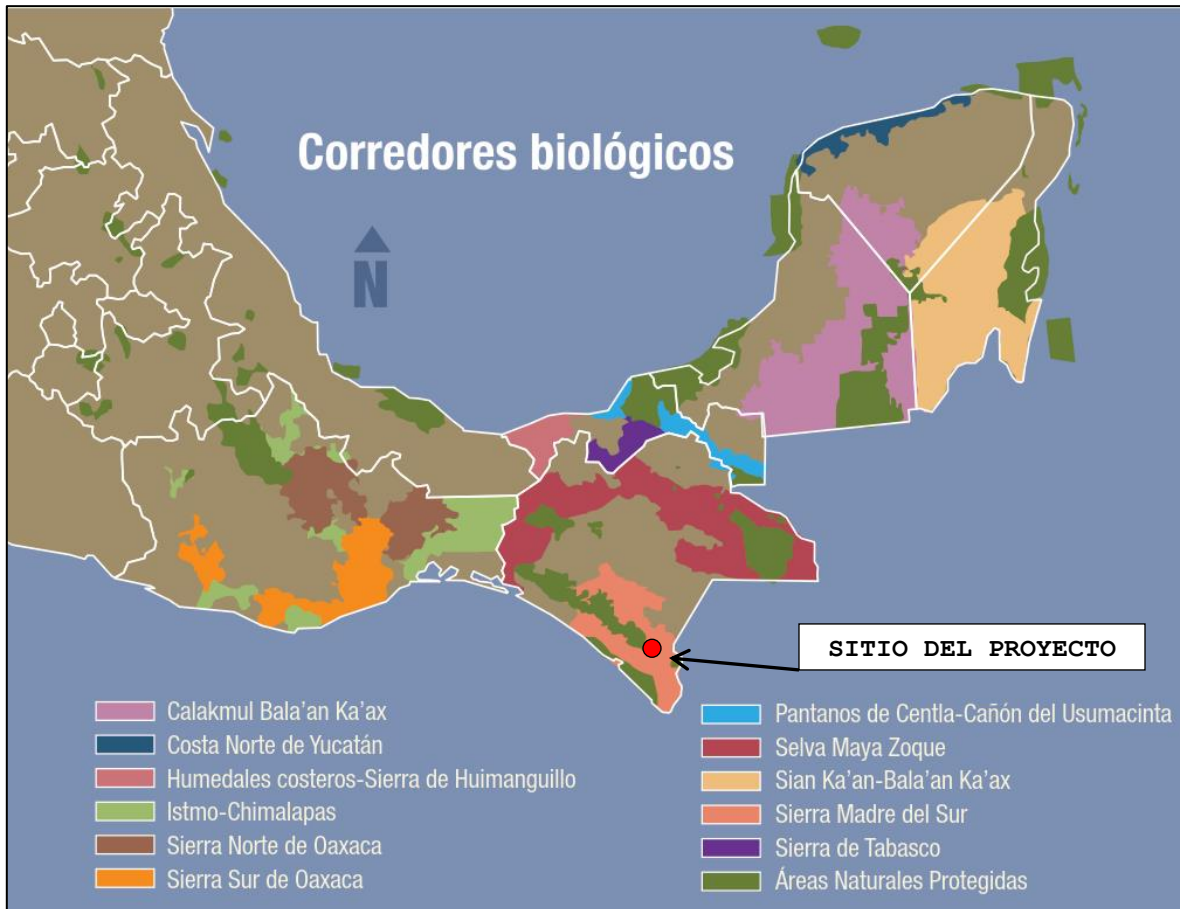 Corredores biológicos
N
SITIO DEL PROYECTO
Calakmul Bala’an Ka’ax
Costa Norte de Yucatán
Humedales costeros-Sierra de Huimanguillo
Istmo-Chimalapas
Sierra Norte de Oaxaca
Sierra Sur de Oaxaca
Pantanos de Centla-Cañón del Usumacinta
Selva Maya Zoque
Sian Ka’an-Bala’an Ka’ax
Sierra Madre del Sur
Sierra de Tabasco
Áreas Naturales Protegidas